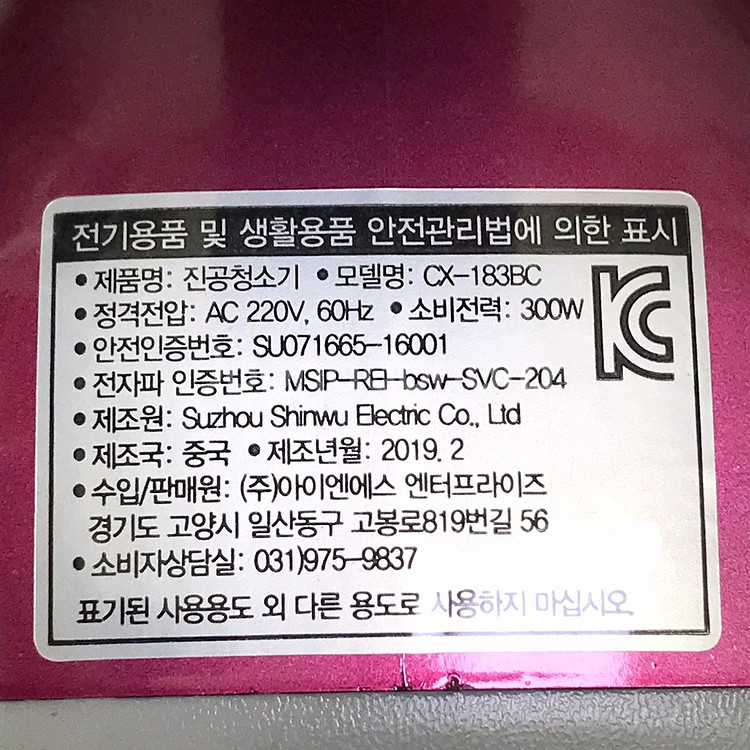 전기용품 및 생활용품 안전관리법에 의한 표시
• 제품명: 진공청소기 • 모델명: CX-183BC
• 정격전압: AC 220V, 60Hz • 소비전력: 300W
• 안전인증번호: SU071665-16001
• 전자파 인증번호: MSIP-REI-bsw-SVC-204
• 제조원: Suzhou Shinwu Electric Co., Ltd
• 제조국: 중국 • 제조년월: 2019. 2
• 수입/판매원: (주)아이엔에스 엔터프라이즈
경기도 고양시 일산동구 고봉로819번길 56
• 소비자상담실: 031)975-9837
표기된 사용용도 외 다른 용도로 사용하지 마십시오.
KC